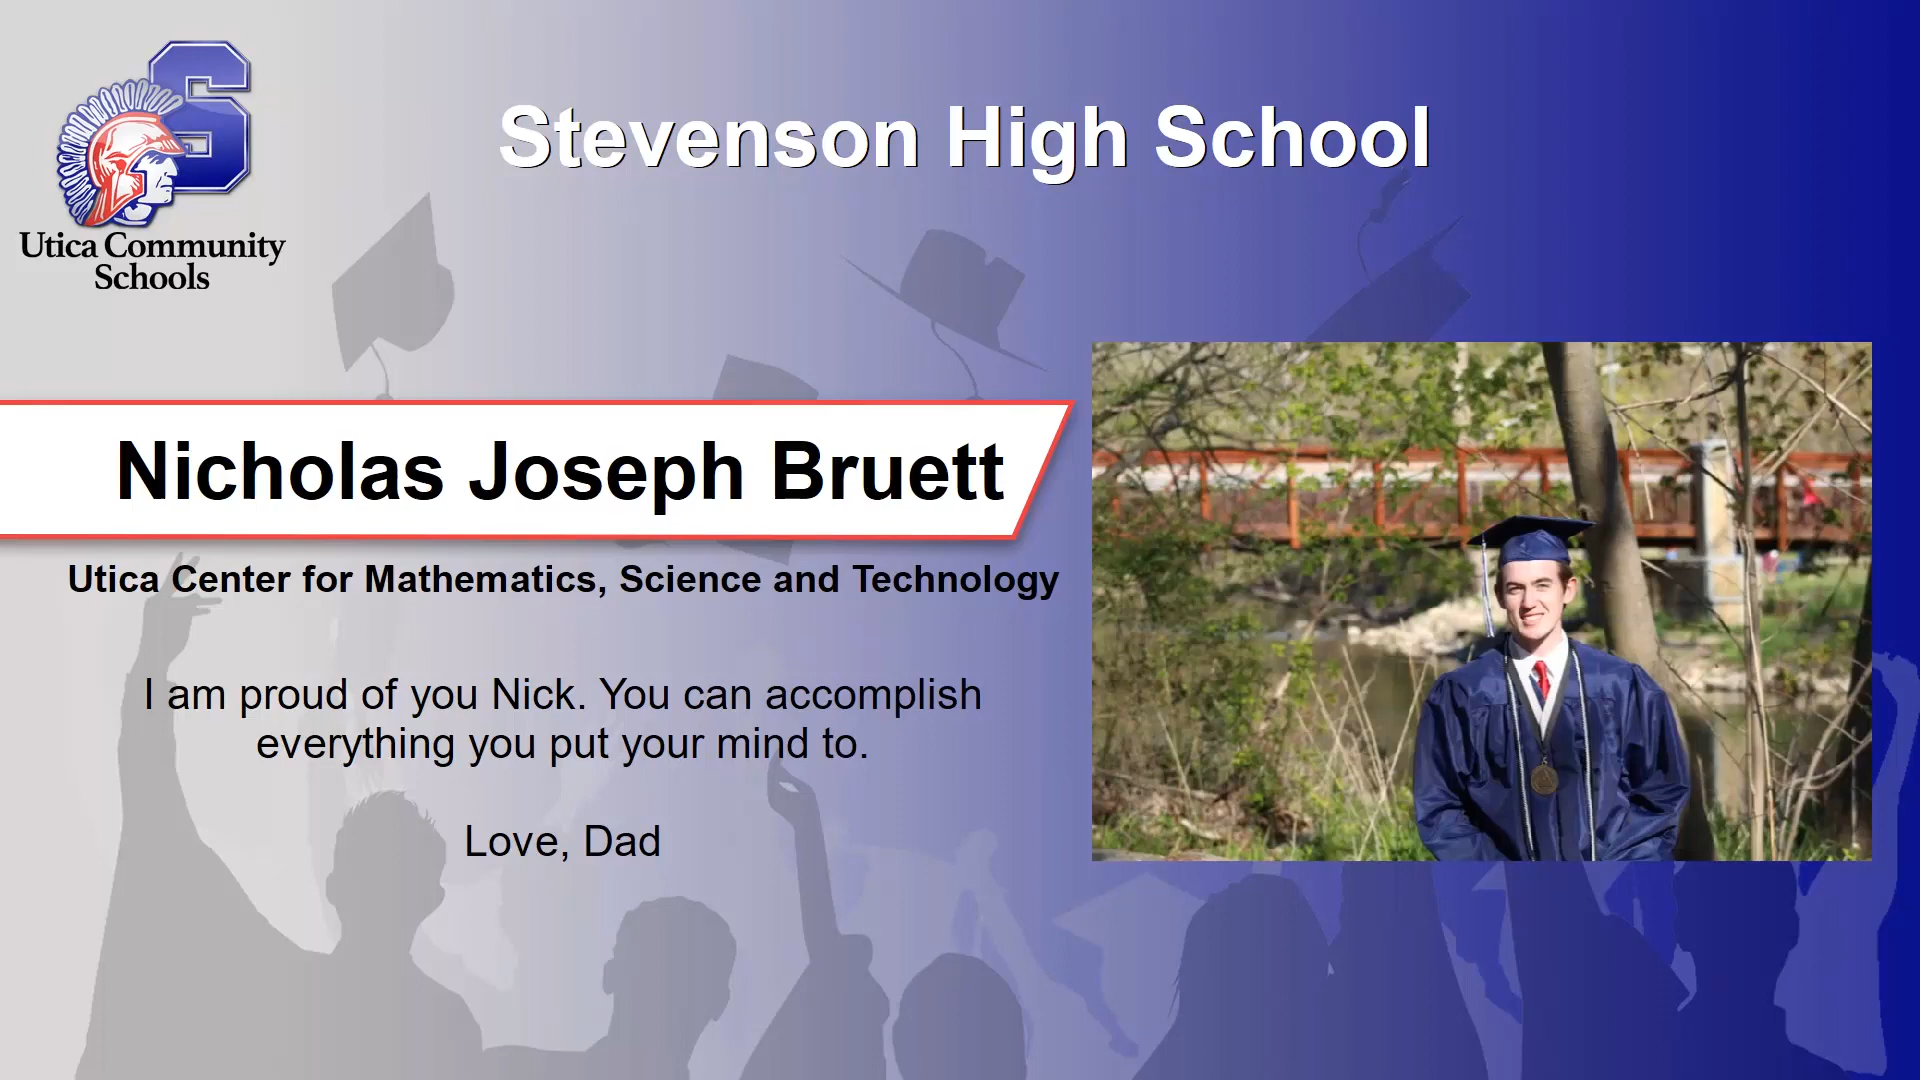 S
Utica Community
Schools
Stevenson High School
Nicholas Joseph Bruett
Utica Center for Mathematics, Science and Technology
I am proud of you Nick. You can accomplish
everything you put your mind to.
Love, Dad